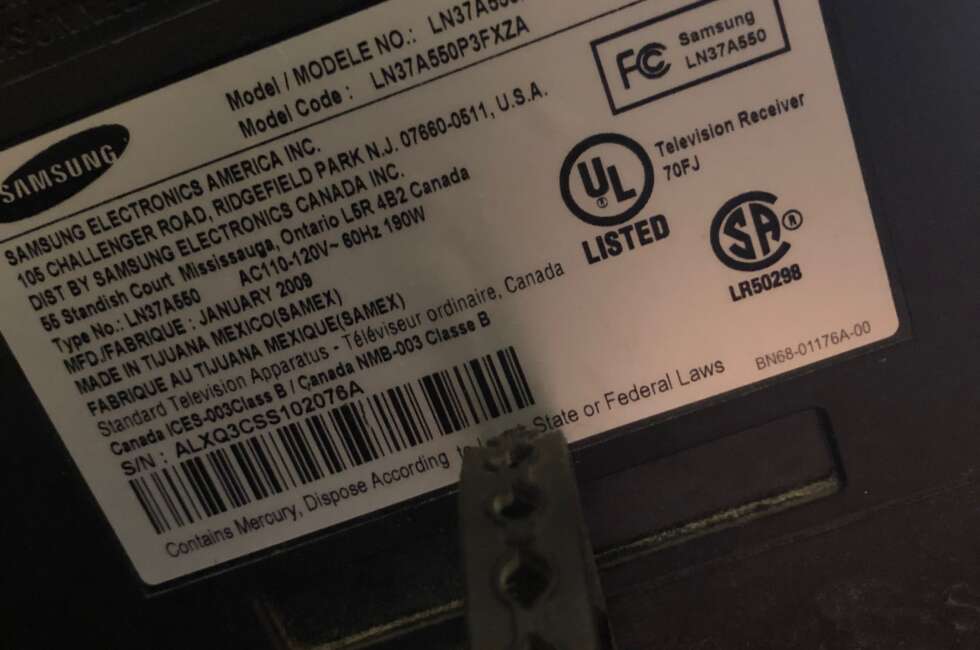 Model / MODELE NO.: LN37A550
Model Code : LN37A550P3FXZA
FC Samsung
LN37A550
SAMSUNG
SAMSUNG ELECTRONICS AMERICA INC.
105 CHALLENGER ROAD, RIDGEFIELD PARK N.J. 07660-0511, U.S.A.
DIST BY SAMSUNG ELECTRONICS CANADA INC.
55 Standish Court Mississauga, Ontario L5R 4B2 Canada
Type No.: LN37A550 AC110-120V~ 60Hz 190W
MFD./FABRIQUE : JANUARY 2009
MADE IN TIJUANA MEXICO(SAMEX)
FABRIQUE AU TIJUANA MEXIQUE(SAMEX)
Standard Television Apparatus - Téléviseur ordinaire, Canada
Canada ICES-003Class B / Canada NMB-003 Classe B
S/N : ALXQ3CSS102076A
Contains Mercury, Dispose According State or Federal Laws
UL ®
LISTED
Television Receiver
70FJ
SA ®
LR50298
BN68-01176A-00